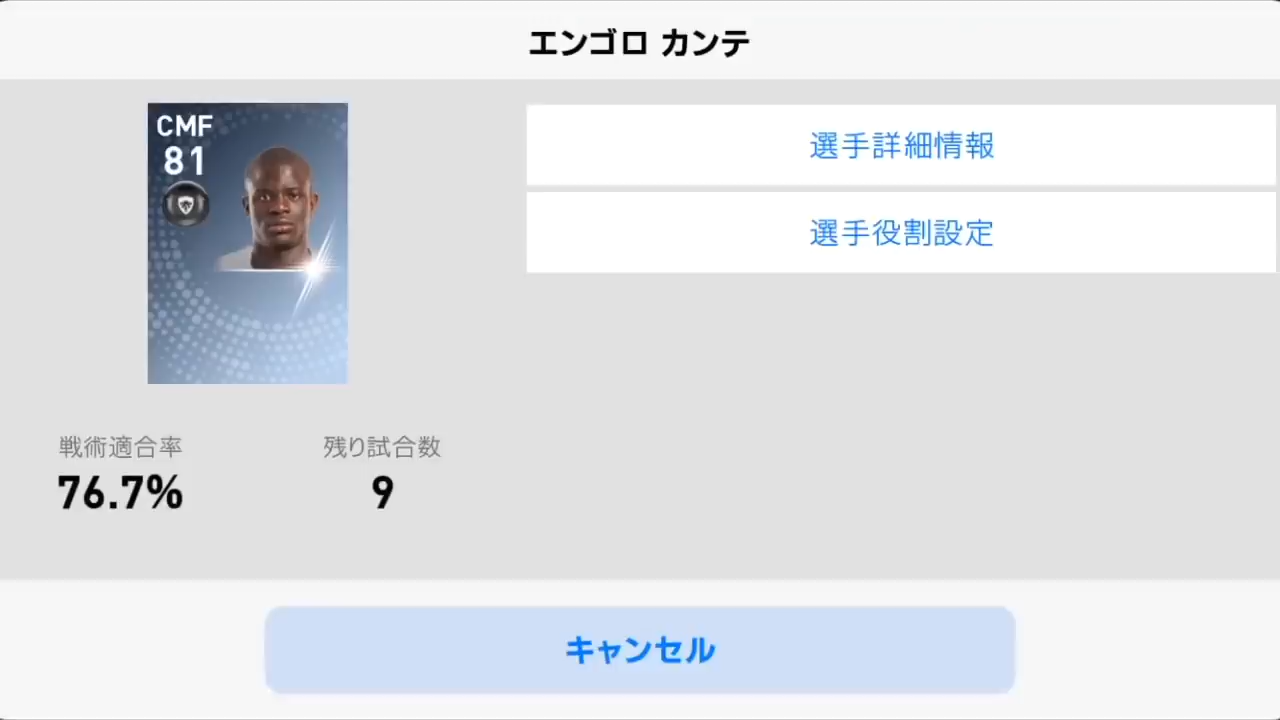 エンゴロ カンテ
CMF
81
選手詳細情報
選手役割設定
戦術適合率
残り試合数
76.7%
9
キャンセル